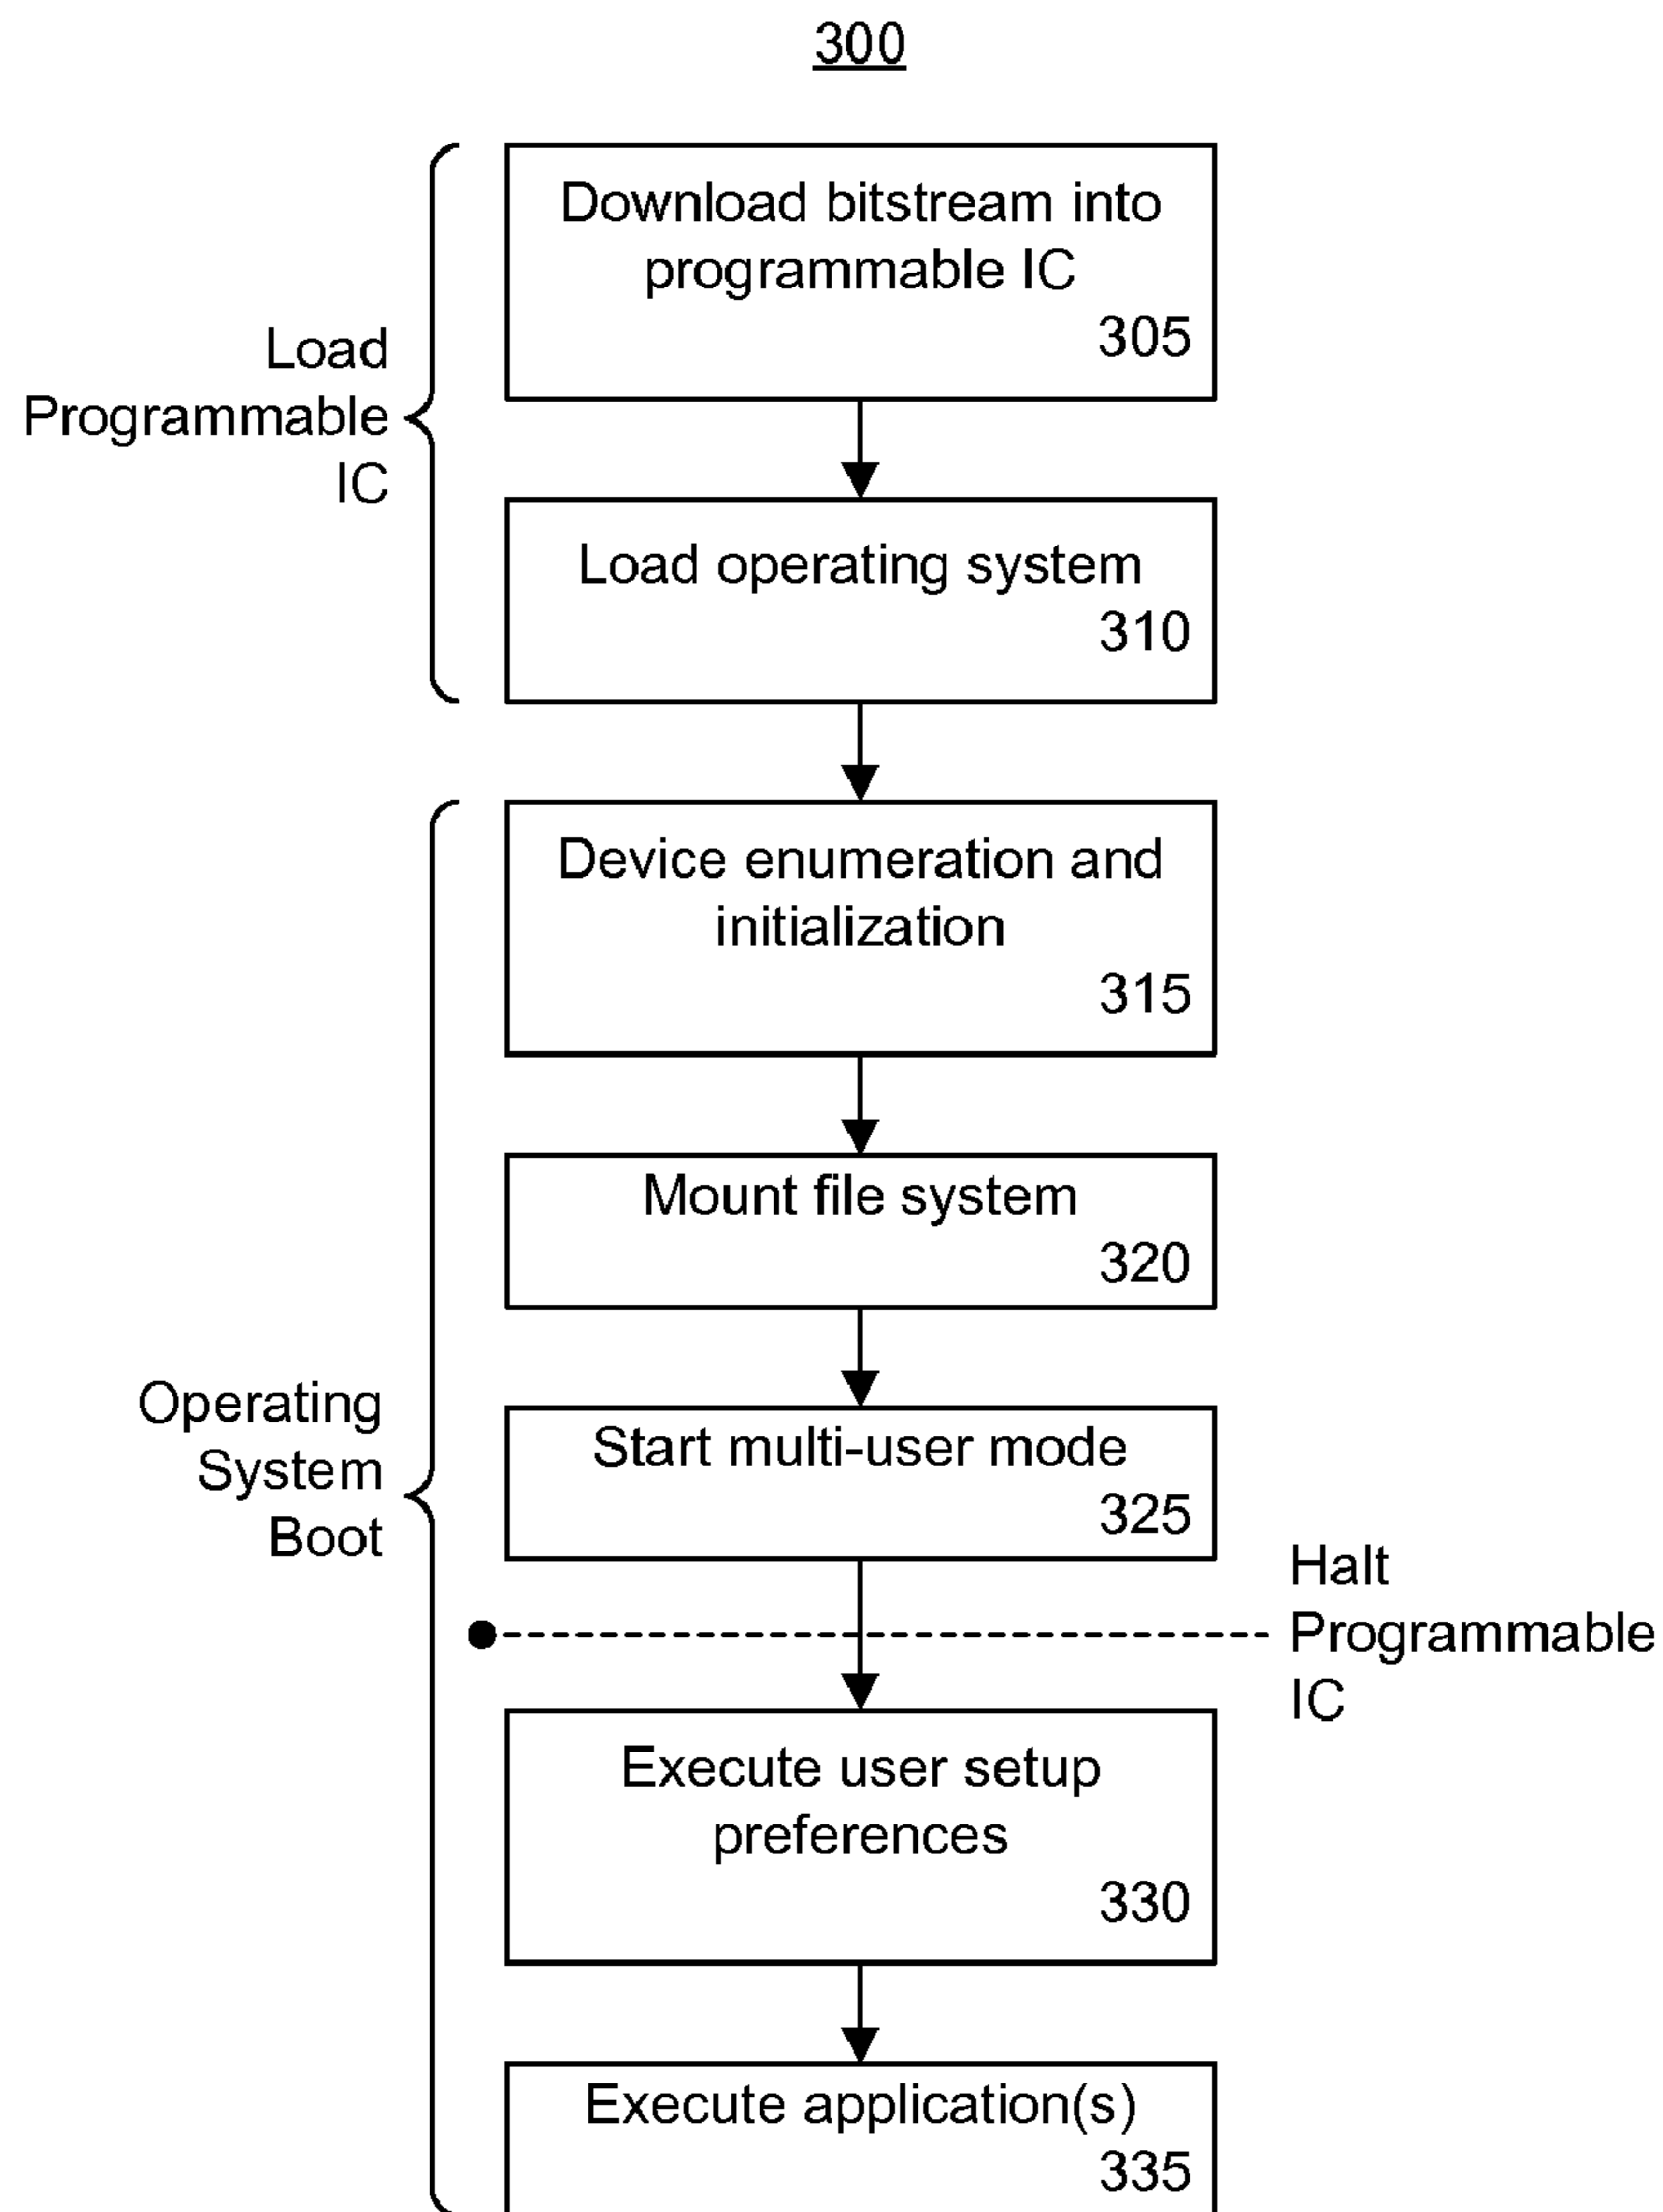 300
Download bitstream into
programmable IC
305
Load
Programmable
IC
Load operating system
310
Device enumeration and
initialization
315
Mount file system
320
Operating
System
Boot
Start multi-user mode
325
Halt
Programmable
IC
Execute user setup
preferences
330
Execute application(s)
335